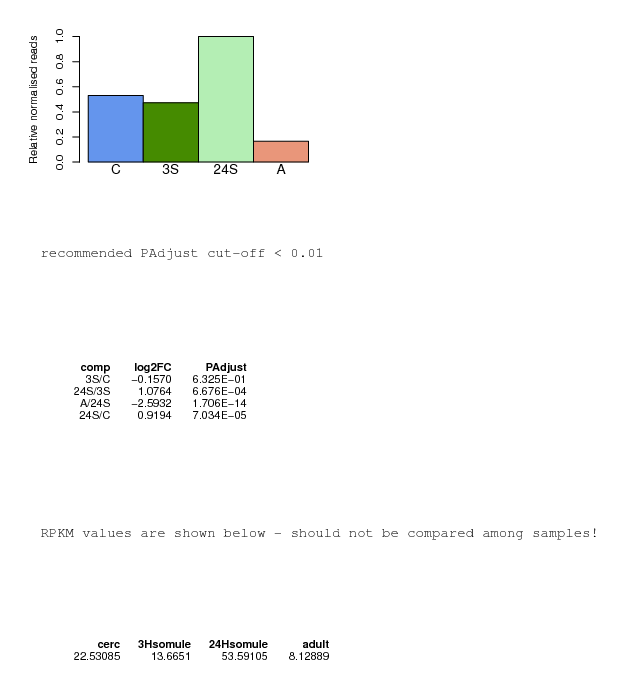 Relative normalised reads
1.0
0.8
0.6
0.4
0.2
0.0
C 3S 24S A
recommended PAdjust cut-off < 0.01
comp log2FC PAdjust
3S/C −0.1570 6.325E−01
24S/3S 1.0764 6.676E−04
A/24S −2.5932 1.706E−14
24S/C 0.9194 7.034E−05
RPKM values are shown below - should not be compared among samples!
cerc 3Hsomule 24Hsomule adult
22.53085 13.6651 53.59105 8.12889